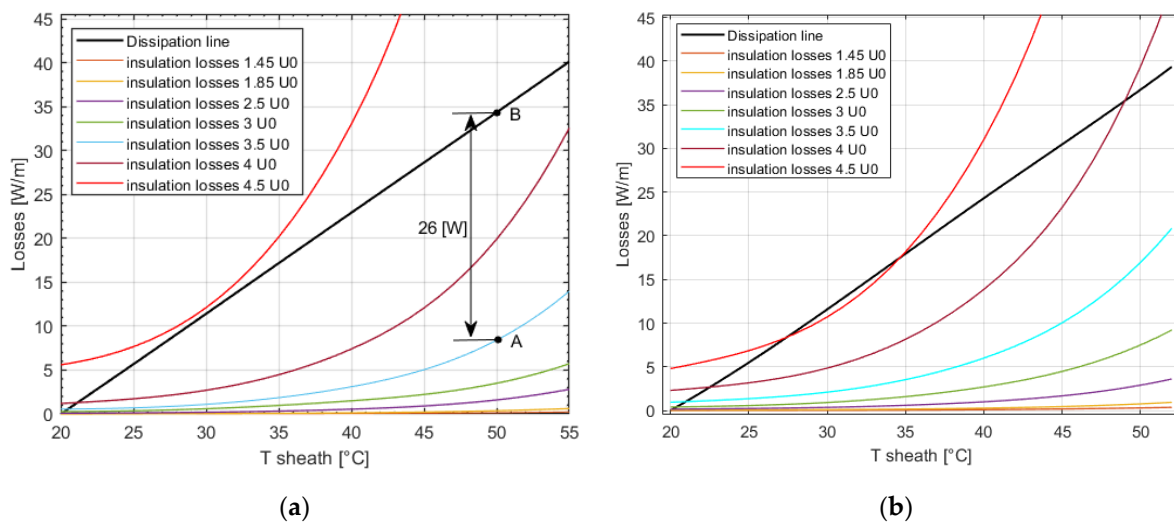 45
40
35
30
25
20
15
10
5
0
Losses [W/m]
Dissipation line
insulation losses 1.45 U0
insulation losses 1.85 U0
insulation losses 2.5 U0
insulation losses 3 U0
insulation losses 3.5 U0
insulation losses 4 U0
insulation losses 4.5 U0
B
26 [W]
A
20 25 30 35 40 45 50 55
T sheath [°C]
(a)
45
40
35
30
25
20
15
10
5
0
Losses [W/m]
Dissipation line
insulation losses 1.45 U0
insulation losses 1.85 U0
insulation losses 2.5 U0
insulation losses 3 U0
insulation losses 3.5 U0
insulation losses 4 U0
insulation losses 4.5 U0
20 25 30 35 40 45 50
T sheath [°C]
(b)